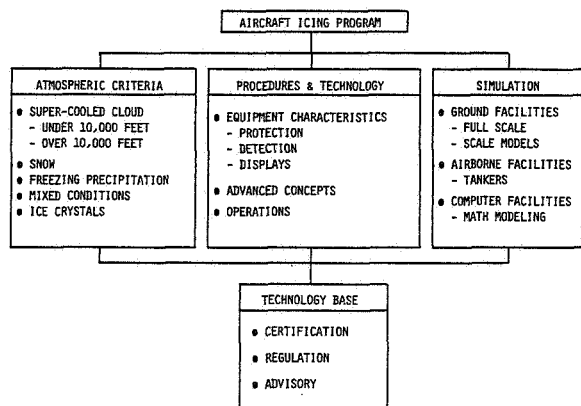 AIRCRAFT ICING PROGRAM
ATMOSPHERIC CRITERIA
● SUPER-COOLED CLOUD
- UNDER 10,000 FEET
- OVER 10,000 FEET
● SNOW
● FREEZING PRECIPITATION
● MIXED CONDITIONS
● ICE CRYSTALS
PROCEDURES & TECHNOLOGY
● EQUIPMENT CHARACTERISTICS
- PROTECTION
- DETECTION
- DISPLAYS
● ADVANCED CONCEPTS
● OPERATIONS
SIMULATION
● GROUND FACILITIES
- FULL SCALE
- SCALE MODELS
● AIRBORNE FACILITIES
- TANKERS
● COMPUTER FACILITIES
- MATH MODELING
TECHNOLOGY BASE
● CERTIFICATION
● REGULATION
● ADVISORY